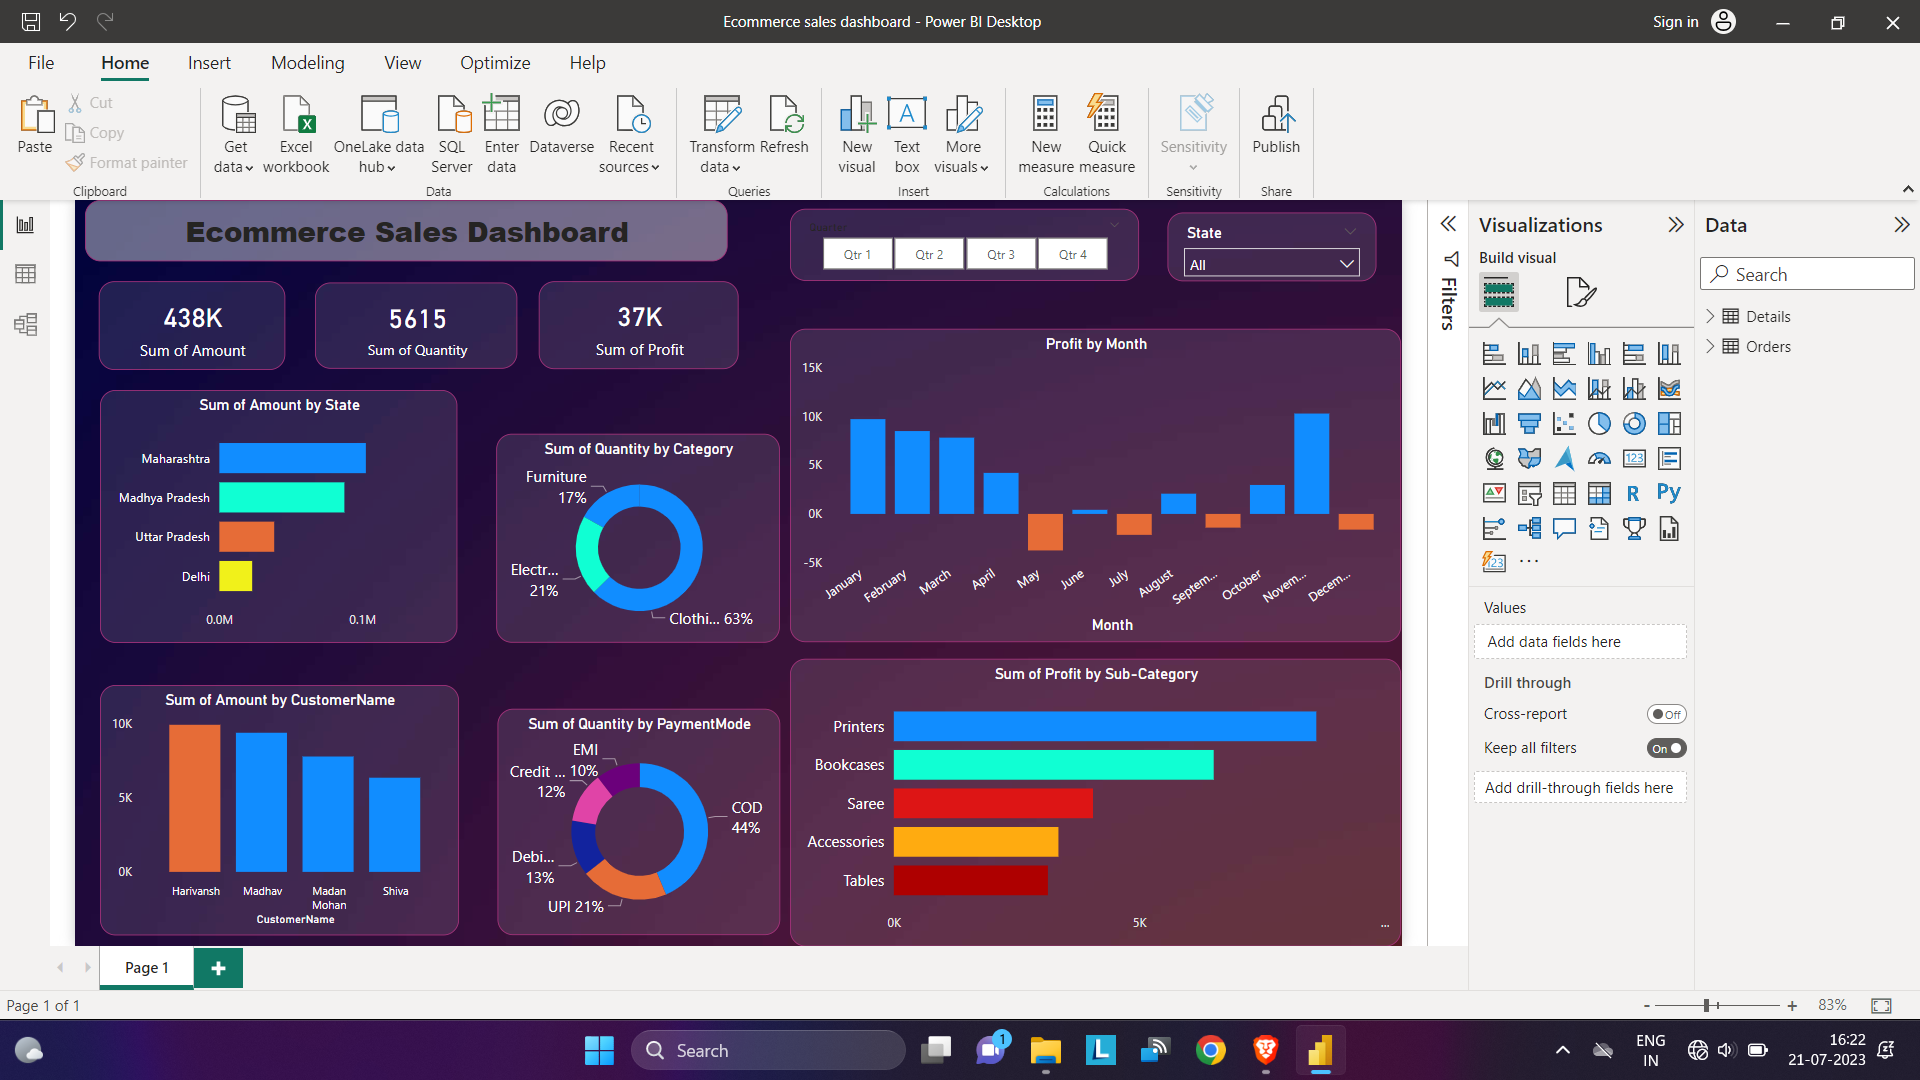 Ecommerce sales dashboard - Power BI Desktop
Sign in
File
Home
Insert
Modeling
View
Optimize
Help
Paste
Cut
Copy
Format painter
Get
data
Excel
workbook
OneLake data
hub
SQL
Server
Enter
data
Dataverse
Recent
sources
Transform
data
Refresh
New
visual
Text
box
More
visuals
New
measure
Quick
measure
Sensitivity
Publish
Clipboard
Data
Queries
Insert
Calculations
Sensitivity
Share
Ecommerce Sales Dashboard
Quarter
Qtr 1
Qtr 2
Qtr 3
Qtr 4
State
All
438K
Sum of Amount
5615
Sum of Quantity
37K
Sum of Profit
Sum of Amount by State
Maharashtra
Madhya Pradesh
Uttar Pradesh
Delhi
0.0M
0.1M
Sum of Quantity by Category
Furniture
17%
Electr...
21%
Clothi... 63%
Profit by Month
15K
10K
5K
0K
-5K
January
February
March
April
May
June
July
August
Septem...
October
Novem...
Decem...
Month
Sum of Amount by CustomerName
10K
5K
0K
Harivansh
Madhav
Madan
Mohan
Shiva
CustomerName
Sum of Quantity by PaymentMode
EMI
10%
Credit ...
12%
COD
44%
Debi...
13%
UPI 21%
Sum of Profit by Sub-Category
Printers
Bookcases
Saree
Accessories
Tables
0K
5K
...
Filters
Visualizations
Build visual
123
R
Py
123
...
Values
Add data fields here
Drill through
Cross-report
Off
Keep all filters
On
Add drill-through fields here
Data
Search
Details
Orders
Page 1
+
Page 1 of 1
-
+
83%
Search
1
L
ENG
IN
16:22
21-07-2023